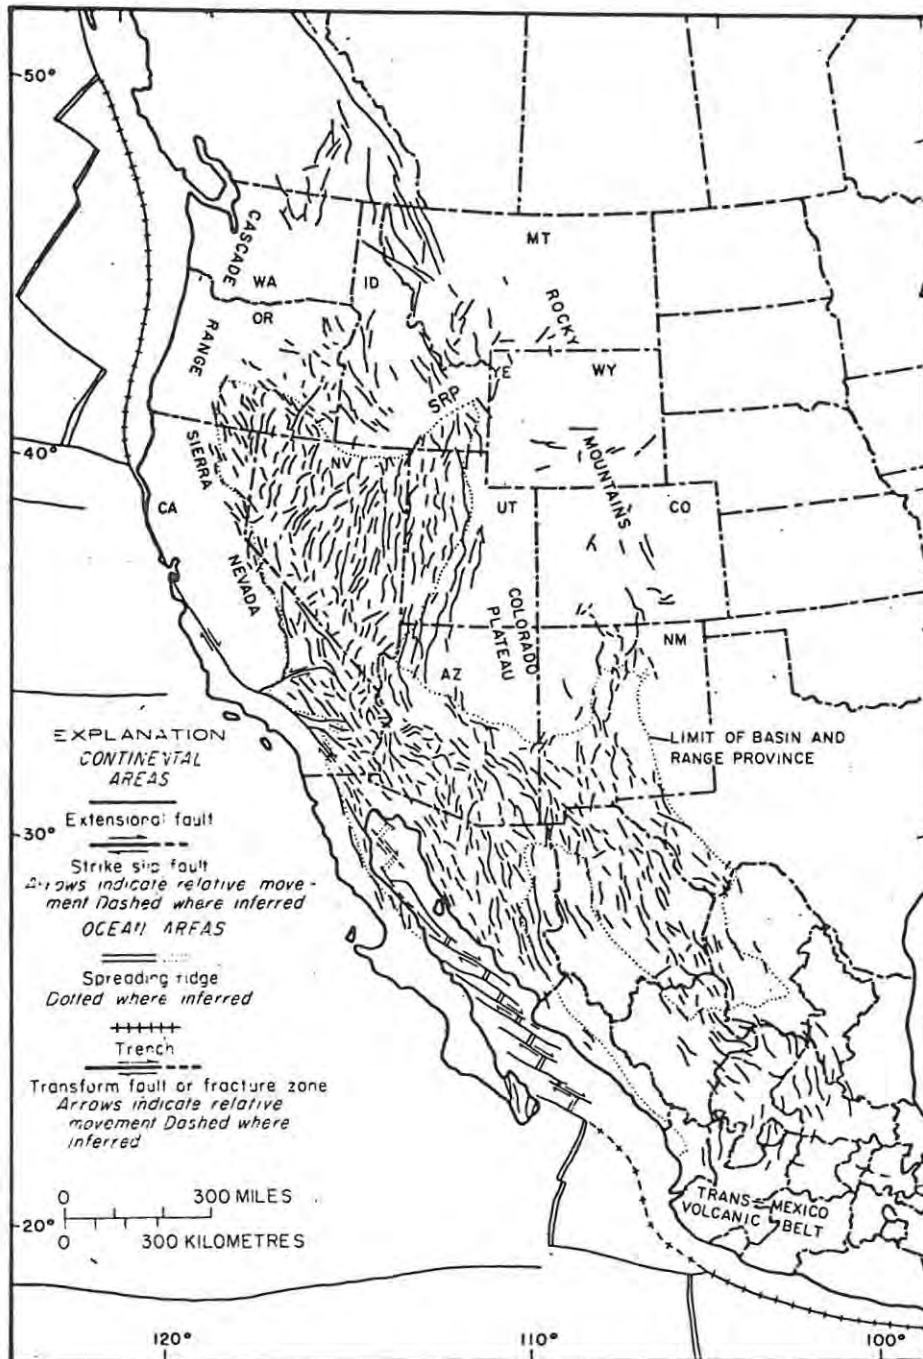 50°
MT
CASCADE
WA
ID
OR
ROCKY
RANGE
YE
WY
SRP
40°
SIERRA
NV
MOUNTAINS
CA
UT
CO
NEVADA
COLORADO
PLATEAU
NM
AZ
EXPLANATION
CONTINENTAL
AREAS
LIMIT OF BASIN AND
RANGE PROVINCE
Extensional fault
30°
Strike slip fault
Arrows indicate relative move-
ment Dashed where inferred
OCEAN AREAS
Spreading ridge
Dotted where inferred
Trench
Transform fault or fracture zone
Arrows indicate relative
movement Dashed where
inferred
0 300 MILES
0 300 KILOMETRES
20°
TRANS-MEXICO
VOLCANIC BELT
120°
110°
100°